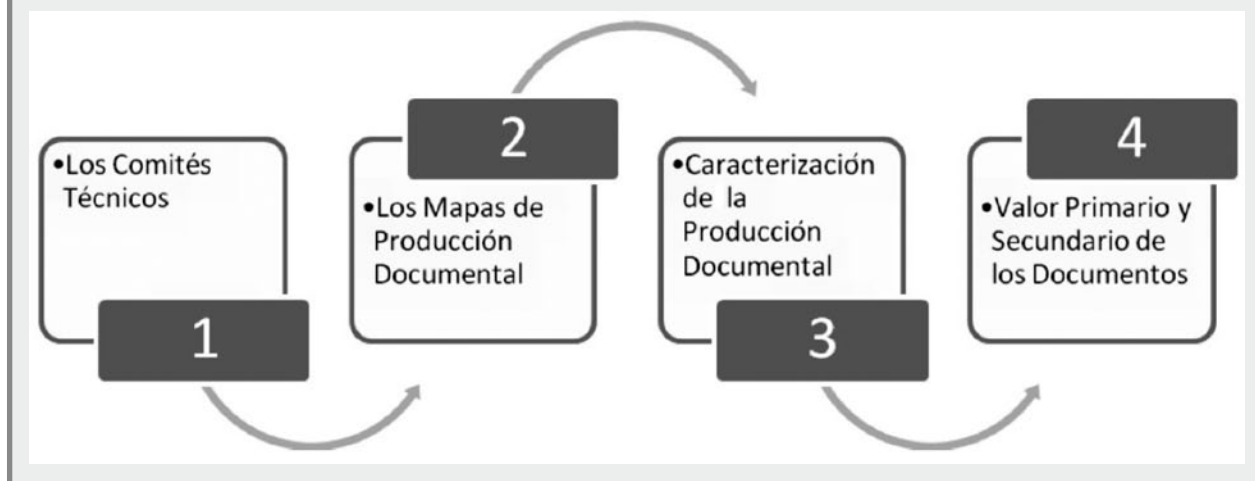 •Los Comités
Técnicos
1
2
•Los Mapas de
Producción
Documental
•Caracterización
de la
Producción
Documental
3
4
•Valor Primario y
Secundario de
los Documentos